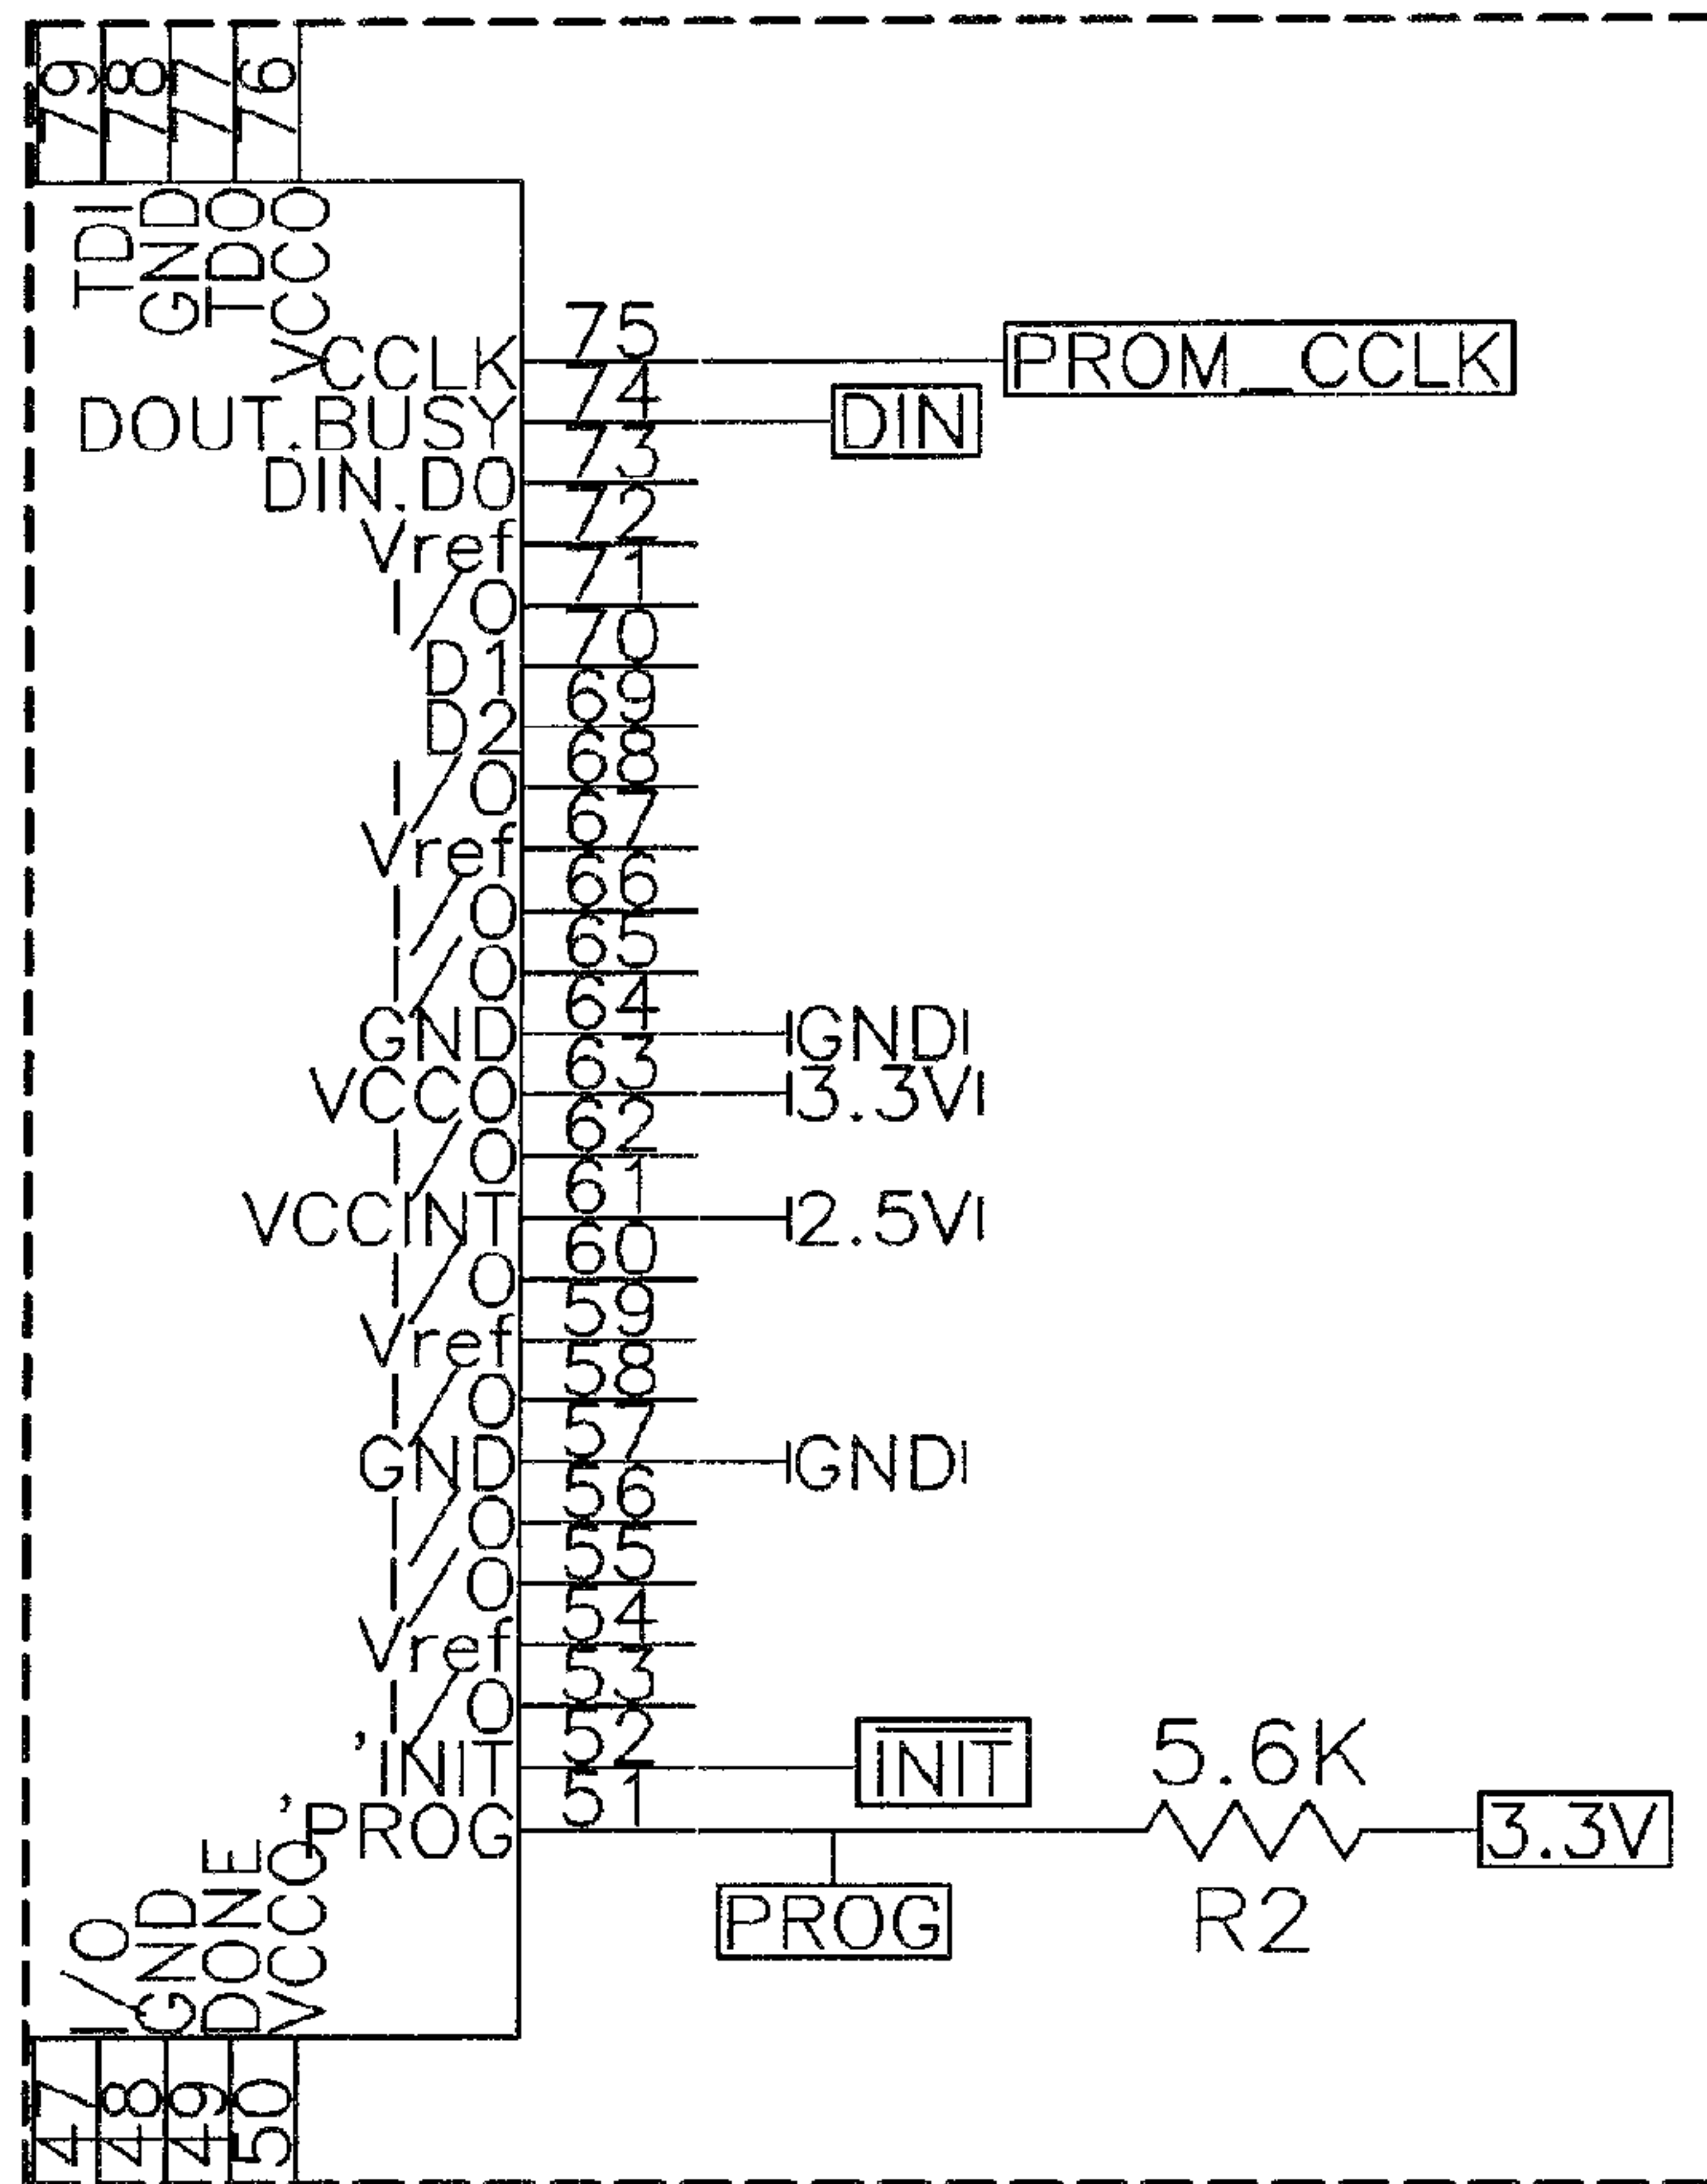 79 78 77 76
TDI GND TDO VCCO
CCLK 75 PROM_CCLK
DOUT.BUSY 74 DIN
DIN.D0 73
Vref 72
I/O 71
D1 70
D2 69
I/O 68
Vref 67
I/O 66
I/O 65
GND 64 GND
VCCO 63 3.3V
I/O 62
VCCINT 61 2.5V
I/O 60
Vref 59
I/O 58
GND 57 GND
I/O 56
I/O 55
Vref 54
I/O 53
'INIT 52 INIT
5.6K
'PROG 51 3.3V
PROG R2
I/O GND DONE VCCO
47 48 49 50